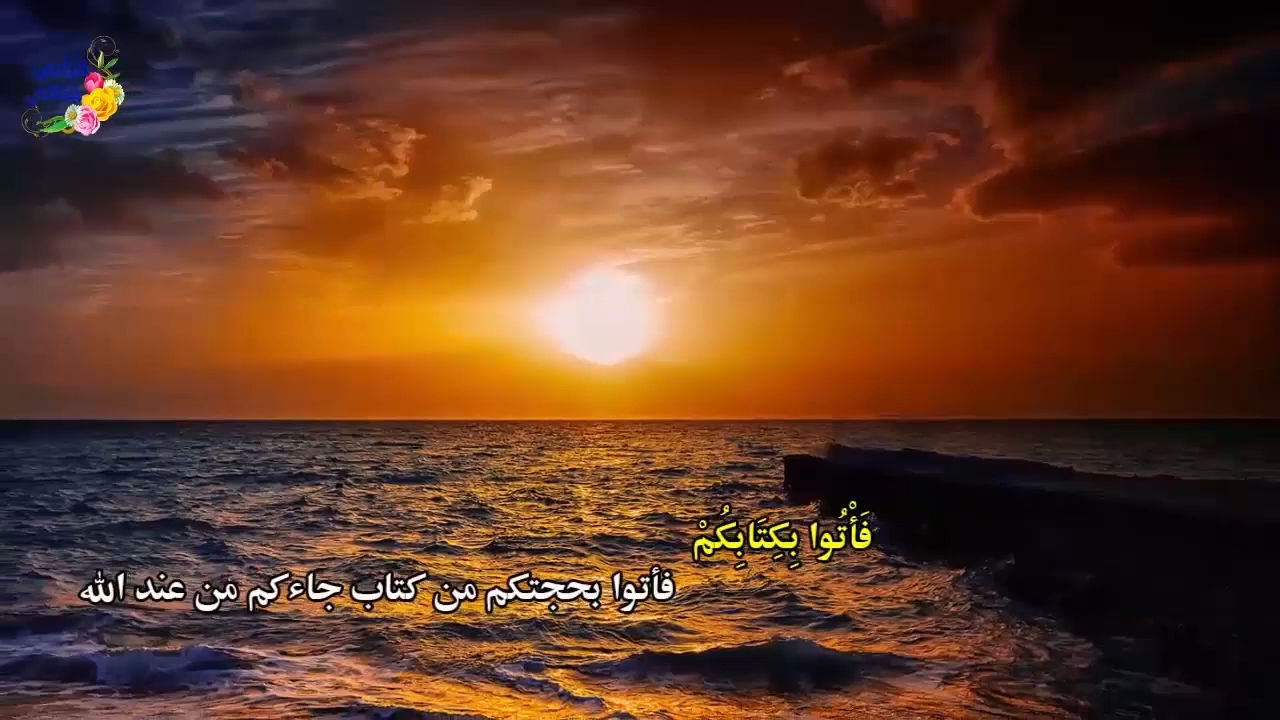 فَأْتُوا بِكِتَابِكُمْ
فأتوا بحجتكم من كتاب جاءكم من عند الله